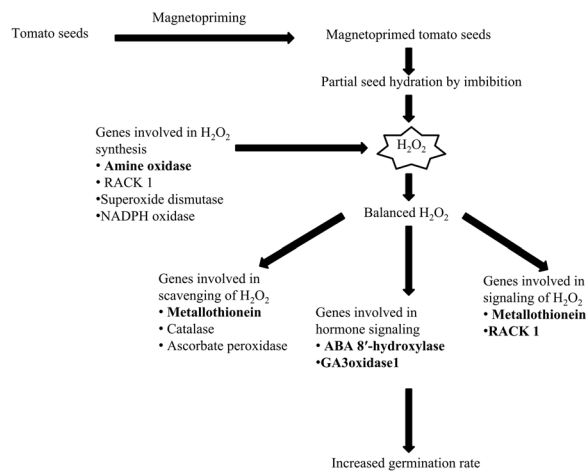 Magnetopriming
Tomato seeds
Magnetoprimed tomato seeds
Partial seed hydration by imbibition
Genes involved in H₂O₂
synthesis
• Amine oxidase
• RACK 1
•Superoxide dismutase
•NADPH oxidase
H₂O₂
Balanced H₂O₂
Genes involved in
scavenging of H₂O₂
• Metallothionein
• Catalase
• Ascorbate peroxidase
Genes involved in
hormone signaling
• ABA 8′-hydroxylase
•GA3oxidase1
Genes involved in
signaling of H₂O₂
• Metallothionein
•RACK 1
Increased germination rate